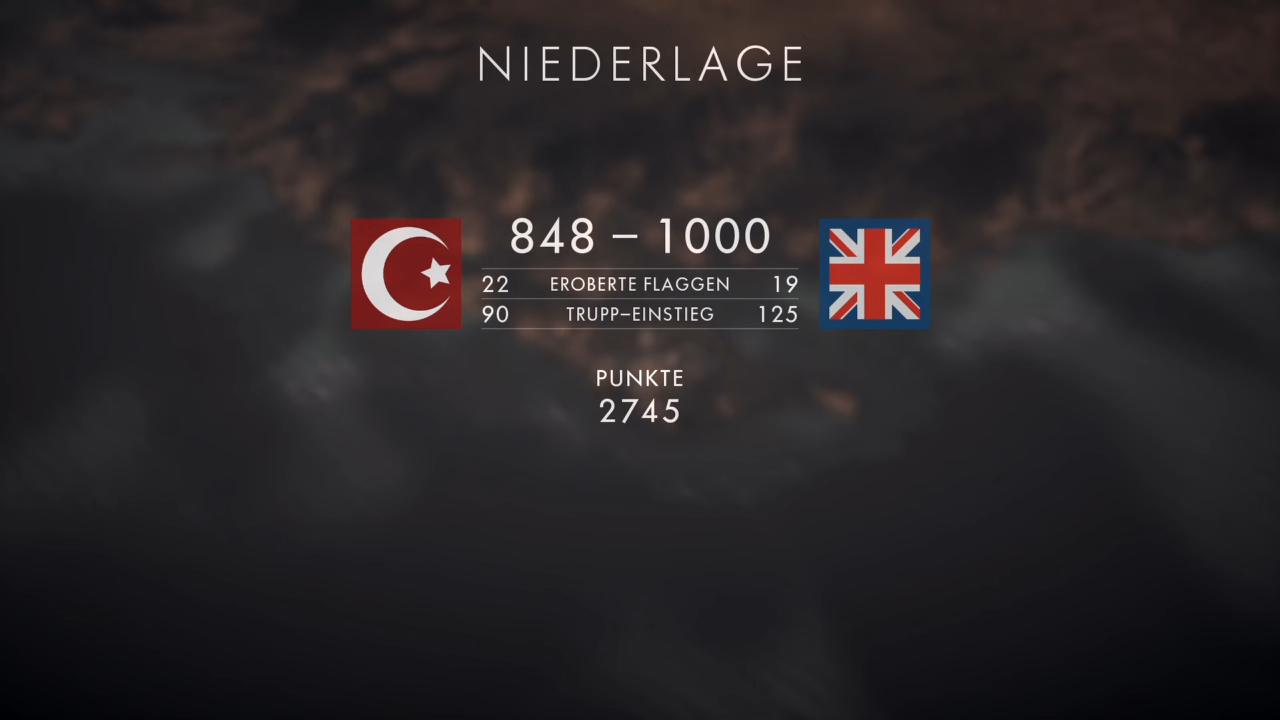 NIEDERLAGE
848 – 1000
22 EROBERTE FLAGGEN 19
90 TRUPP–EINSTIEG 125
PUNKTE
2745